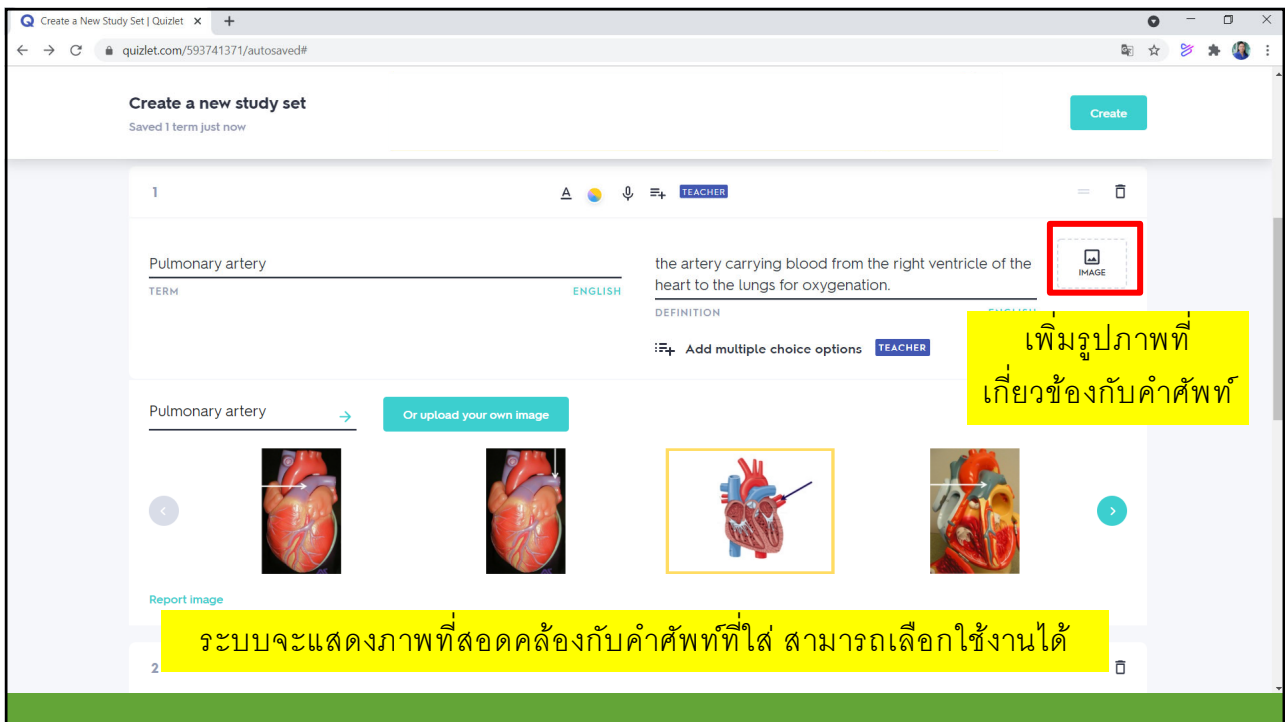 Create a New Study Set | Quizlet
quizlet.com/593741371/autosaved#
Create a new study set
Saved 1 term just now
Create
1
A
TEACHER
Pulmonary artery
TERM
ENGLISH
the artery carrying blood from the right ventricle of the
heart to the lungs for oxygenation.
DEFINITION
IMAGE
Add multiple choice options
TEACHER
เพิ่มรูปภาพที่
เกี่ยวข้องกับคำศัพท์
Pulmonary artery
Or upload your own image
Report image
ระบบจะแสดงภาพที่สอดคล้องกับคำศัพท์ที่ใส่ สามารถเลือกใช้งานได้
2